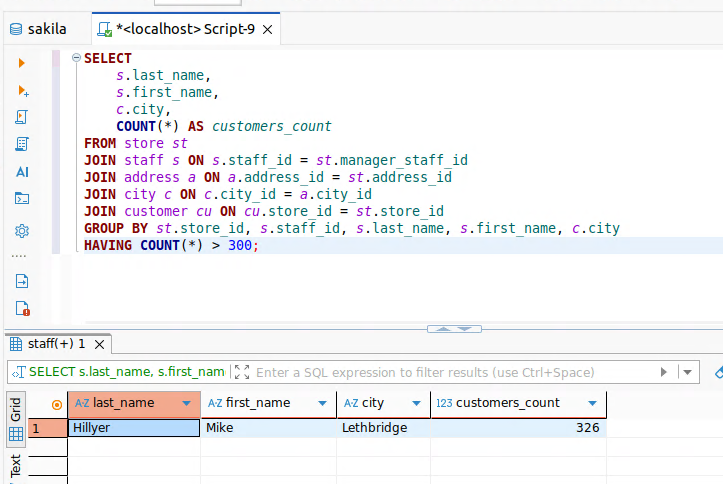 sakila
*<localhost> Script-9
SELECT
s.last_name,
s.first_name,
c.city,
COUNT(*) AS customers_count
FROM store st
JOIN staff s ON s.staff_id = st.manager_staff_id
JOIN address a ON a.address_id = st.address_id
JOIN city c ON c.city_id = a.city_id
JOIN customer cu ON cu.store_id = st.store_id
GROUP BY st.store_id, s.staff_id, s.last_name, s.first_name, c.city
HAVING COUNT(*) > 300;
AI
staff(+) 1
SELECT s.last_name, s.first_nam
Enter a SQL expression to filter results (use Ctrl+Space)
Grid
Text
A-Z last_name A-Z first_name A-Z city 123 customers_count
1 Hillyer Mike Lethbridge 326